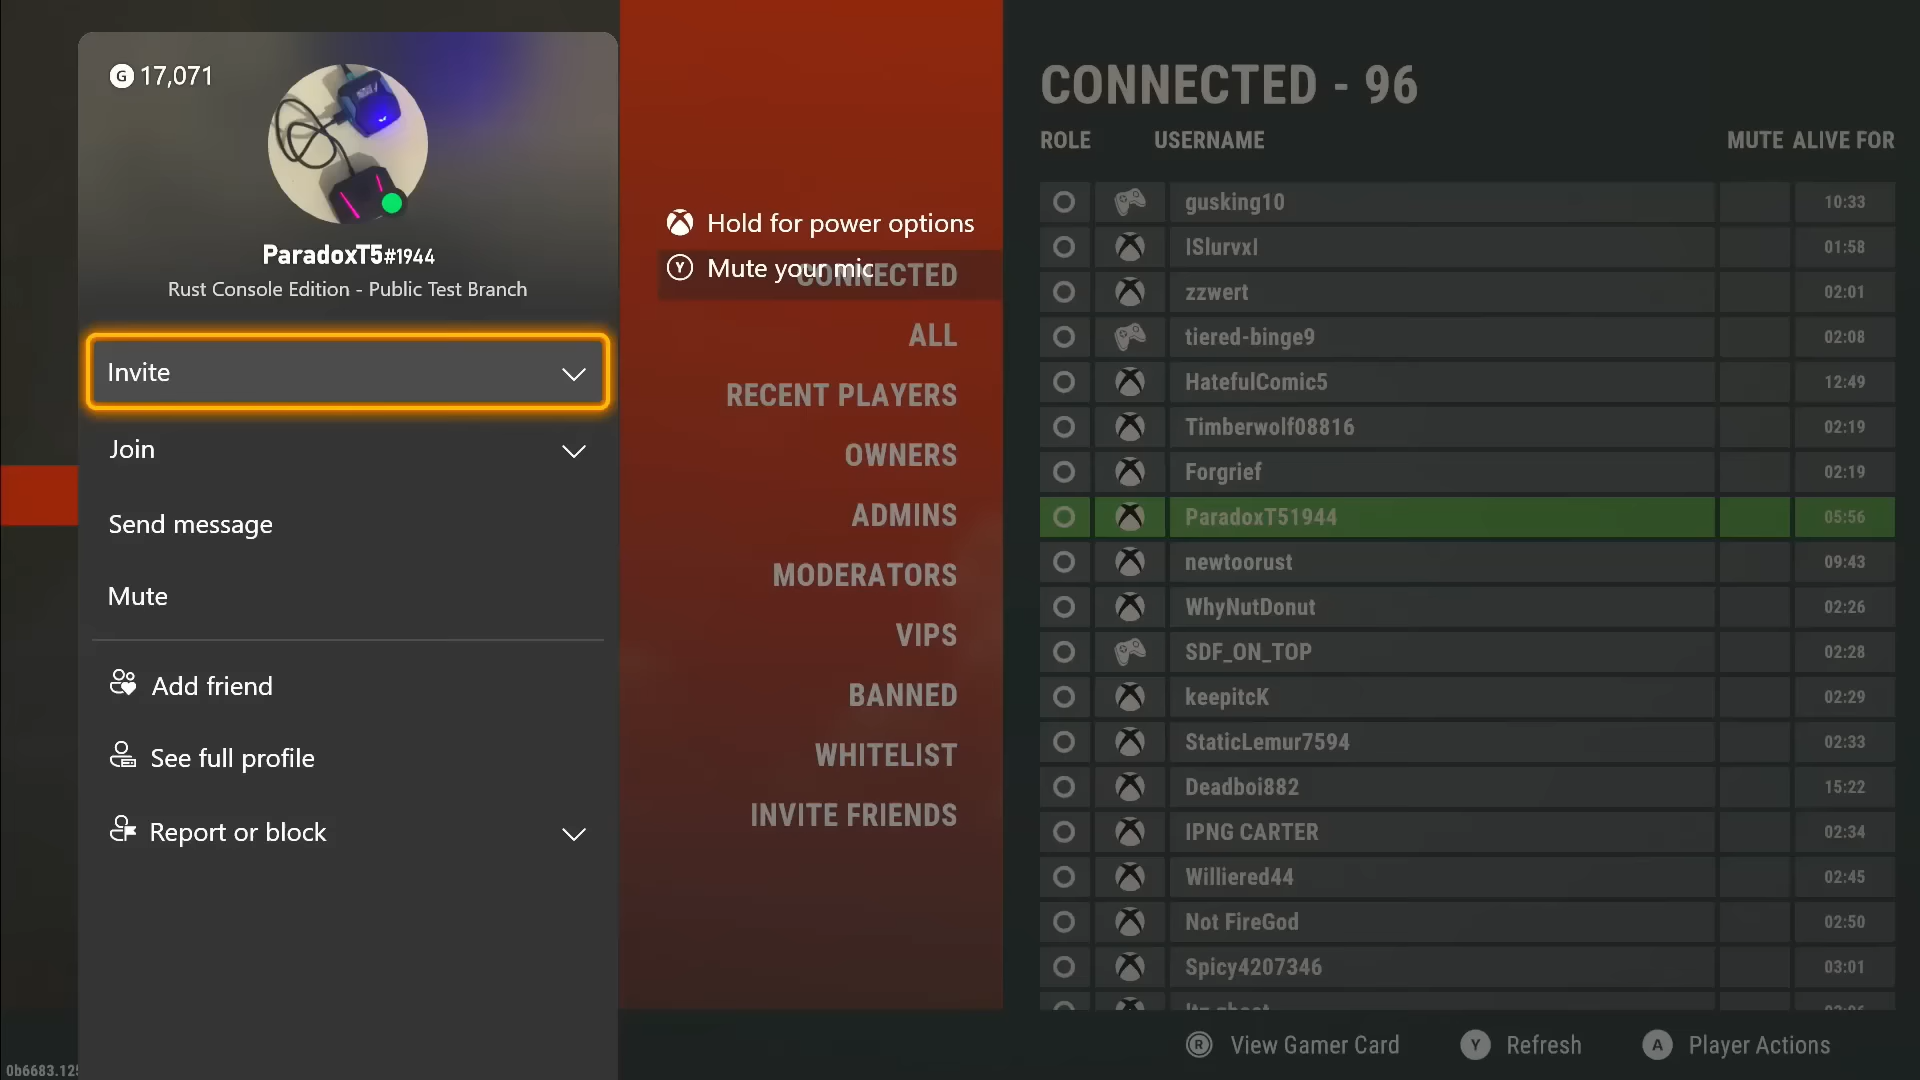 G 17,071
ParadoxT5#1944
Rust Console Edition - Public Test Branch
Invite
Join
Send message
Mute
Add friend
See full profile
Report or block
Hold for power options
Y Mute your mic
CONNECTED
ALL
RECENT PLAYERS
OWNERS
ADMINS
MODERATORS
VIPS
BANNED
WHITELIST
INVITE FRIENDS
CONNECTED - 96
ROLE USERNAME MUTE ALIVE FOR
gusking10 10:33
ISlurvxI 01:58
zzwert 02:01
tiered-binge9 02:08
HatefulComic5 12:49
Timberwolf08816 02:19
Forgrief 02:19
ParadoxT51944 05:56
newtoorust 09:43
WhyNutDonut 02:26
SDF_ON_TOP 02:28
keepitcK 02:29
StaticLemur7594 02:33
Deadboi882 15:22
IPNG CARTER 02:34
Williered44 02:45
Not FireGod 02:50
Spicy4207346 03:01
R View Gamer Card Y Refresh A Player Actions
0b6683.125